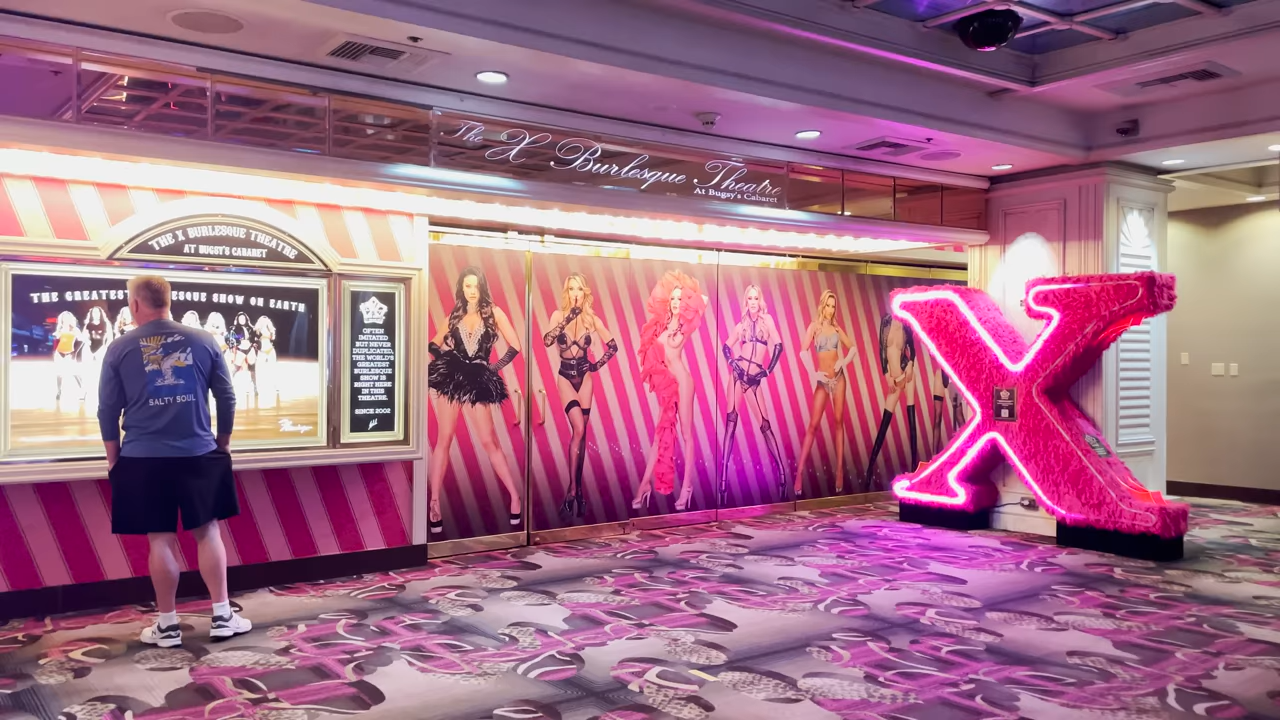 The X Burlesque Theatre
At Bugsy's Cabaret
THE X BURLESQUE THEATRE
AT BUGSY'S CABARET
THE GREATEST ESQUE SHOW ON EARTH
OFTEN
IMITATED
BUT NEVER
DUPLICATED,
THE WORLD'S
GREATEST
BURLESQUE
SHOW IS
RIGHT HERE
IN THIS
THEATRE.
SINCE 2002
Flamingo
SALTY SOUL
X